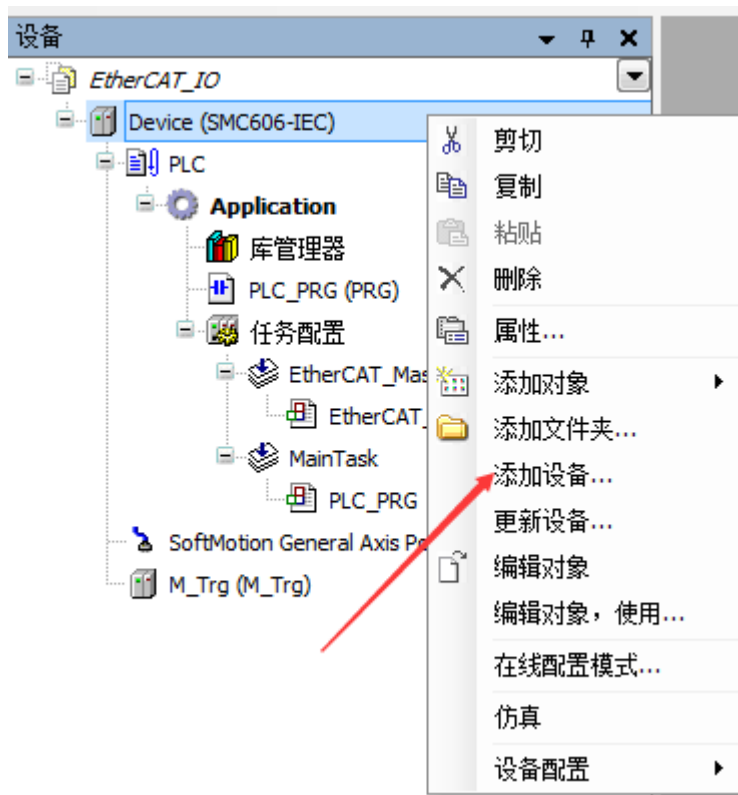 设备
EtherCAT_IO
Device (SMC606-IEC)
PLC
Application
库管理器
PLC_PRG (PRG)
任务配置
EtherCAT_Mas
EtherCAT_
MainTask
PLC_PRG
SoftMotion General Axis Po
M_Trg (M_Trg)
剪切
复制
粘贴
删除
属性...
添加对象
添加文件夹...
添加设备...
更新设备...
编辑对象
编辑对象，使用...
在线配置模式...
仿真
设备配置